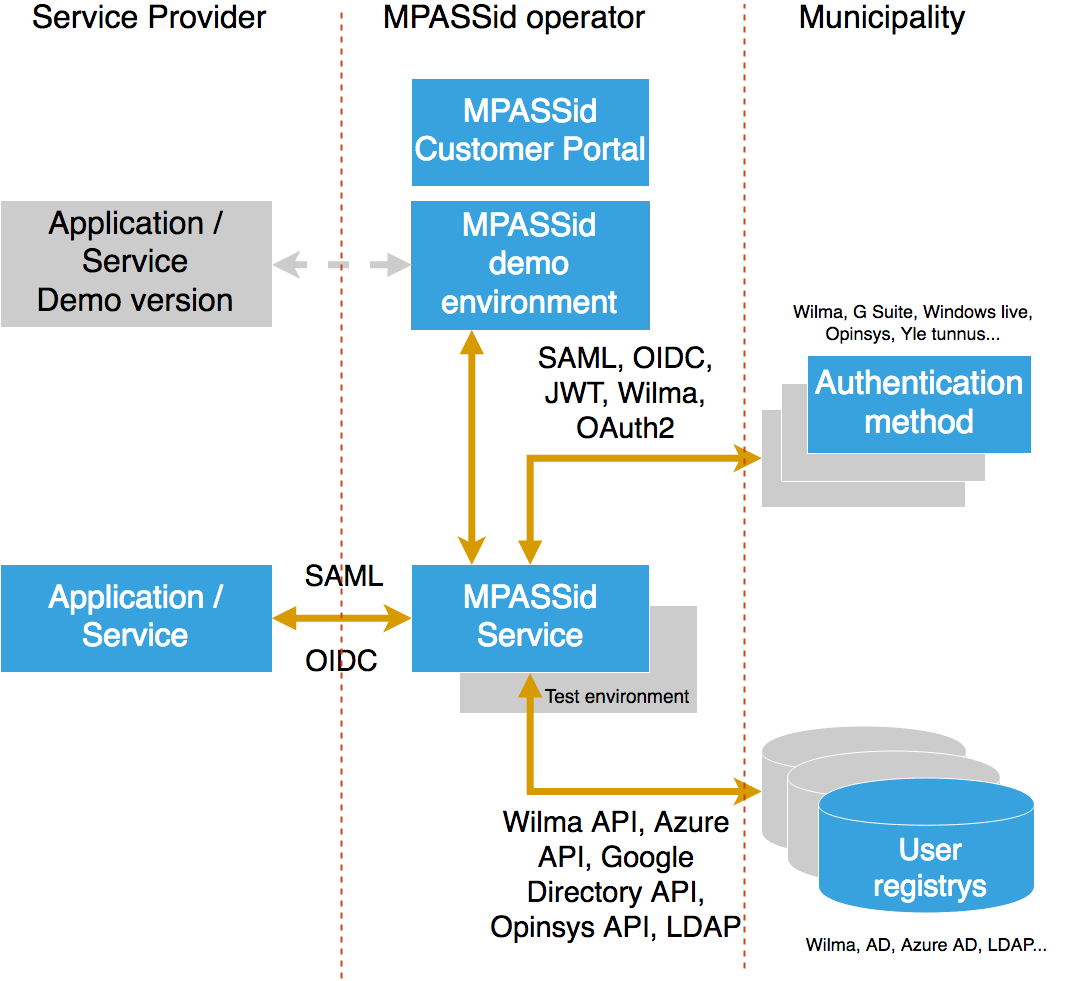 Service Provider
MPASSid operator
Municipality
MPASSid
Customer Portal
Application /
Service
Demo version
MPASSid
demo
environment
Wilma, G Suite, Windows live,
Opinsys, Yle tunnus...
SAML, OIDC,
JWT, Wilma,
OAuth2
Authentication
method
Application /
Service
SAML
OIDC
MPASSid
Service
Test environment
Wilma API, Azure
API, Google
Directory API,
Opinsys API, LDAP
User
registrys
Wilma, AD, Azure AD, LDAP...